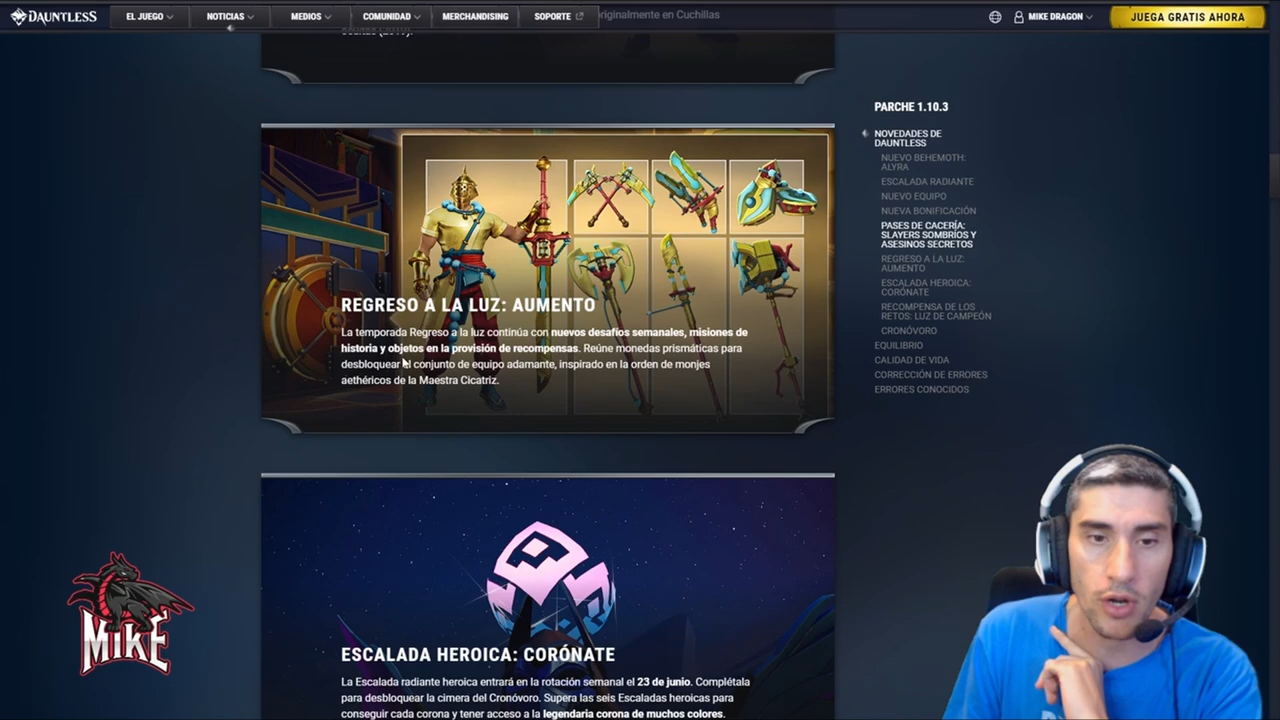 DAUNTLESS
EL JUEGO
NOTICIAS
MEDIOS
COMUNIDAD
MERCHANDISING
SOPORTE
originalmente en Cuchillas
MIKE DRAGON
JUEGA GRATIS AHORA
REGRESO A LA LUZ: AUMENTO
La temporada Regreso a la luz continúa con nuevos desafíos semanales, misiones de
historia y objetos en la provisión de recompensas. Reúne monedas prismáticas para
desbloquear el conjunto de equipo adamante, inspirado en la orden de monjes
aethéricos de la Maestra Cicatriz.
ESCALADA HEROICA: CORÓNATE
La Escalada radiante heroica entrará en la rotación semanal el 23 de junio. Complétala
para desbloquear la cimera del Cronóvoro. Supera las seis Escaladas heroicas para
conseguir cada corona y tener acceso a la legendaria corona de muchos colores.
PARCHE 1.10.3
NOVEDADES DE
DAUNTLESS
NUEVO BEHEMOTH:
ALYRA
ESCALADA RADIANTE
NUEVO EQUIPO
NUEVA BONIFICACIÓN
PASES DE CACERÍA:
SLAYERS SOMBRÍOS Y
ASESINOS SECRETOS
REGRESO A LA LUZ:
AUMENTO
ESCALADA HEROICA:
CORÓNATE
RECOMPENSA DE LOS
RETOS: LUZ DE CAMPEÓN
CRONÓVORO
EQUILIBRIO
CALIDAD DE VIDA
CORRECCIÓN DE ERRORES
ERRORES CONOCIDOS
MIKE